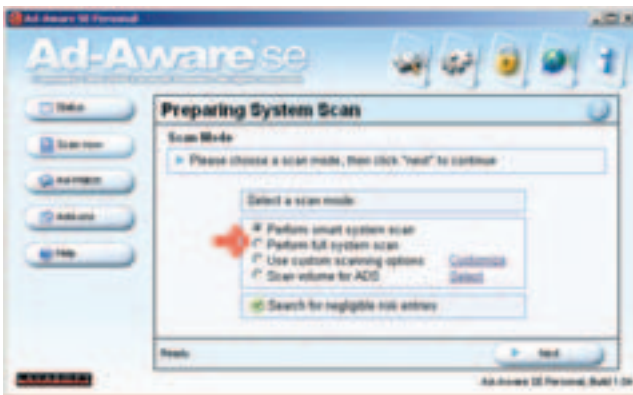 Ad-Aware SE Personal
Ad-Aware se
Status
Scan now
Ad-Watch
Add-ons
Help
Preparing System Scan
Scan Mode
Please choose a scan mode, then click "next" to continue
Select a scan mode:
Perform smart system scan
Perform full system scan
Use custom scanning options Customize
Scan volume for ADS Select
Search for negligible risk entries
Ready
Next
LAVASOFT
Ad-Aware SE Personal, Build 1.04